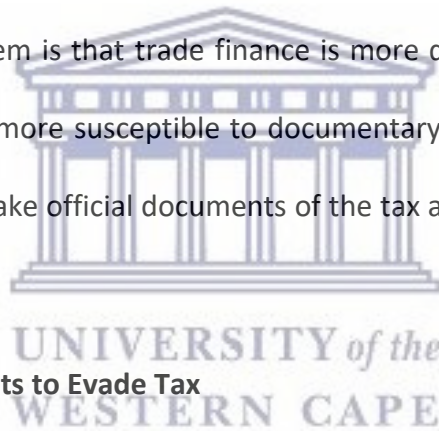 em is that trade finance is more
more susceptible to documentary
ake official documents of the tax
UNIVERSITY of the
ts to Evade Tax
WESTERN CAPE